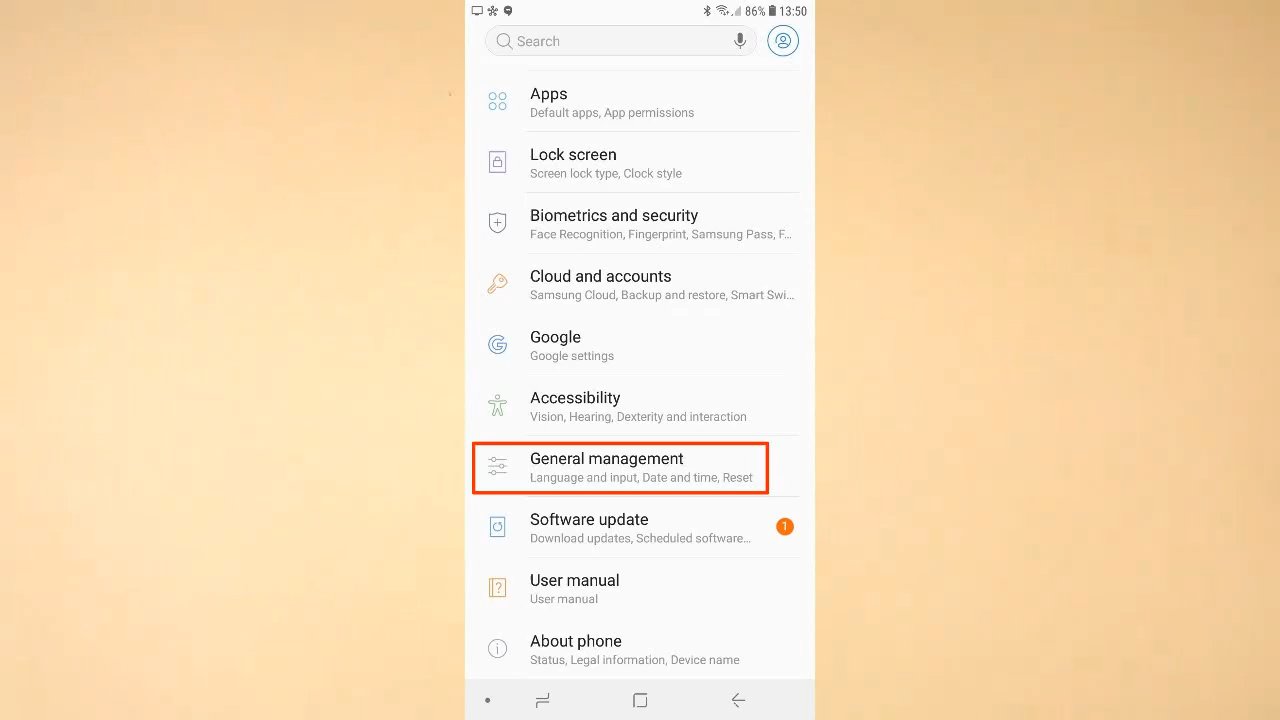 86% 13:50
Search
Apps
Default apps, App permissions
Lock screen
Screen lock type, Clock style
Biometrics and security
Face Recognition, Fingerprint, Samsung Pass, F...
Cloud and accounts
Samsung Cloud, Backup and restore, Smart Swi...
Google
Google settings
Accessibility
Vision, Hearing, Dexterity and interaction
General management
Language and input, Date and time, Reset
Software update
1
Download updates, Scheduled software...
User manual
User manual
About phone
Status, Legal information, Device name